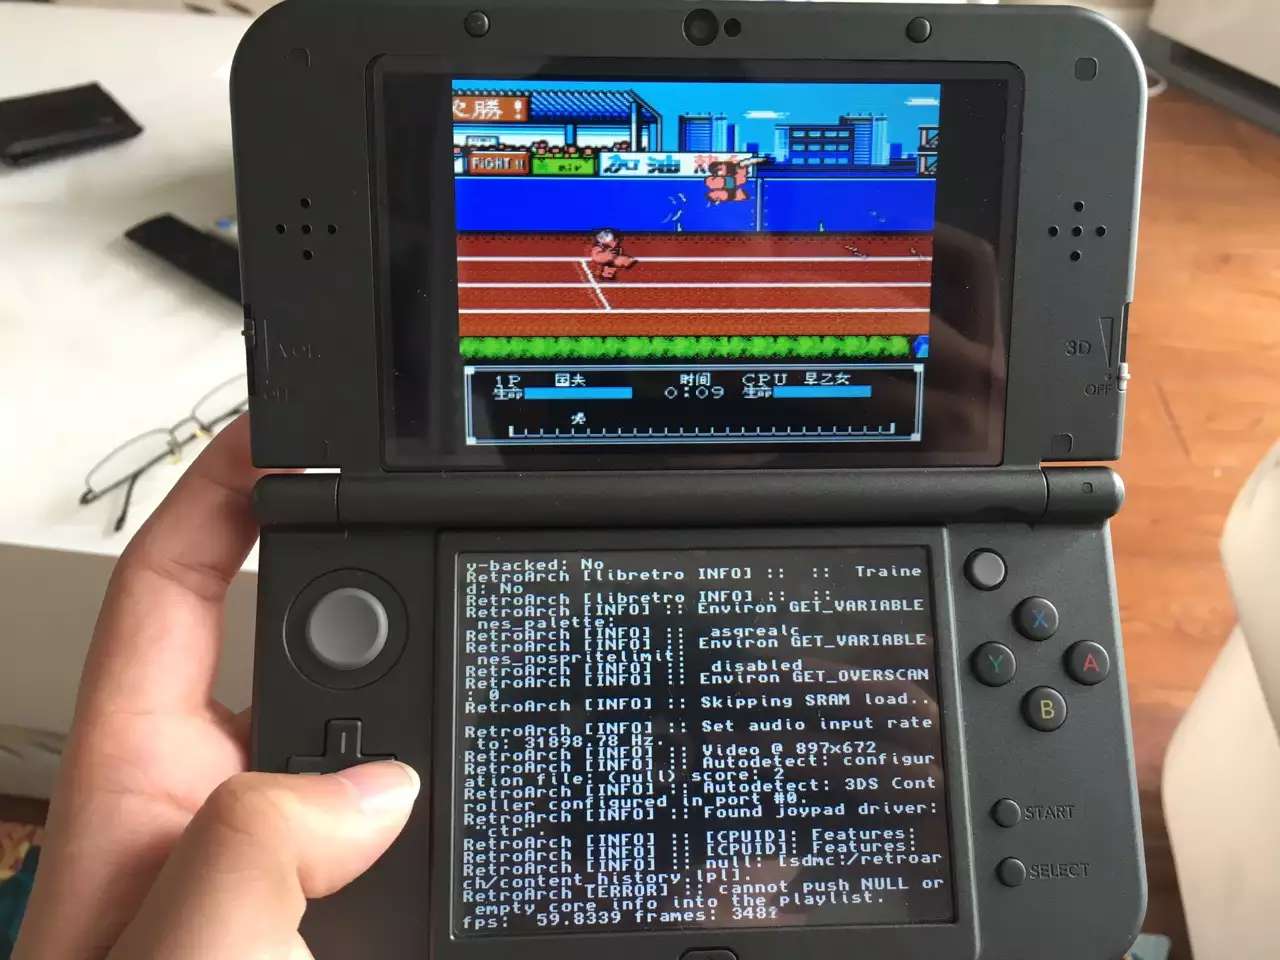 勝!
FIGHT!!
加油 熱
1P 国夫 时间 CPU 早乙女
生命 0:09 生命
VOL
3D
OFF
y-backed: No
RetroArch [libretro INFO] :: :: Traine
d: No
RetroArch [libretro INFO] :: ::
RetroArch [INFO] :: Environ GET_VARIABLE
nes_palette:
RetroArch [INFO] :: asqrealc
RetroArch [INFO] :: Environ GET_VARIABLE
nes_nospritelimit:
RetroArch [INFO] :: disabled
RetroArch [INFO] :: Environ GET_OVERSCAN
: 0
RetroArch [INFO] :: Skipping SRAM load..
RetroArch [INFO] :: Set audio input rate
to: 31898.78 Hz.
RetroArch [INFO] :: Video @ 897x672
RetroArch [INFO] :: Autodetect: configur
ation file: (null) score: 2
RetroArch [INFO] :: Autodetect: 3DS Cont
roller configured in port #0.
RetroArch [INFO] :: Found joypad driver:
"ctr".
RetroArch [INFO] :: [CPUID]: Features:
RetroArch [INFO] :: [CPUID]: Features:
RetroArch [INFO] :: null: [sdmc:/retroar
ch/content_history.lpl].
RetroArch [ERROR] :: cannot push NULL or
empty core info into the playlist.
fps: 59.8339 frames: 348
X
Y
A
B
START
SELECT